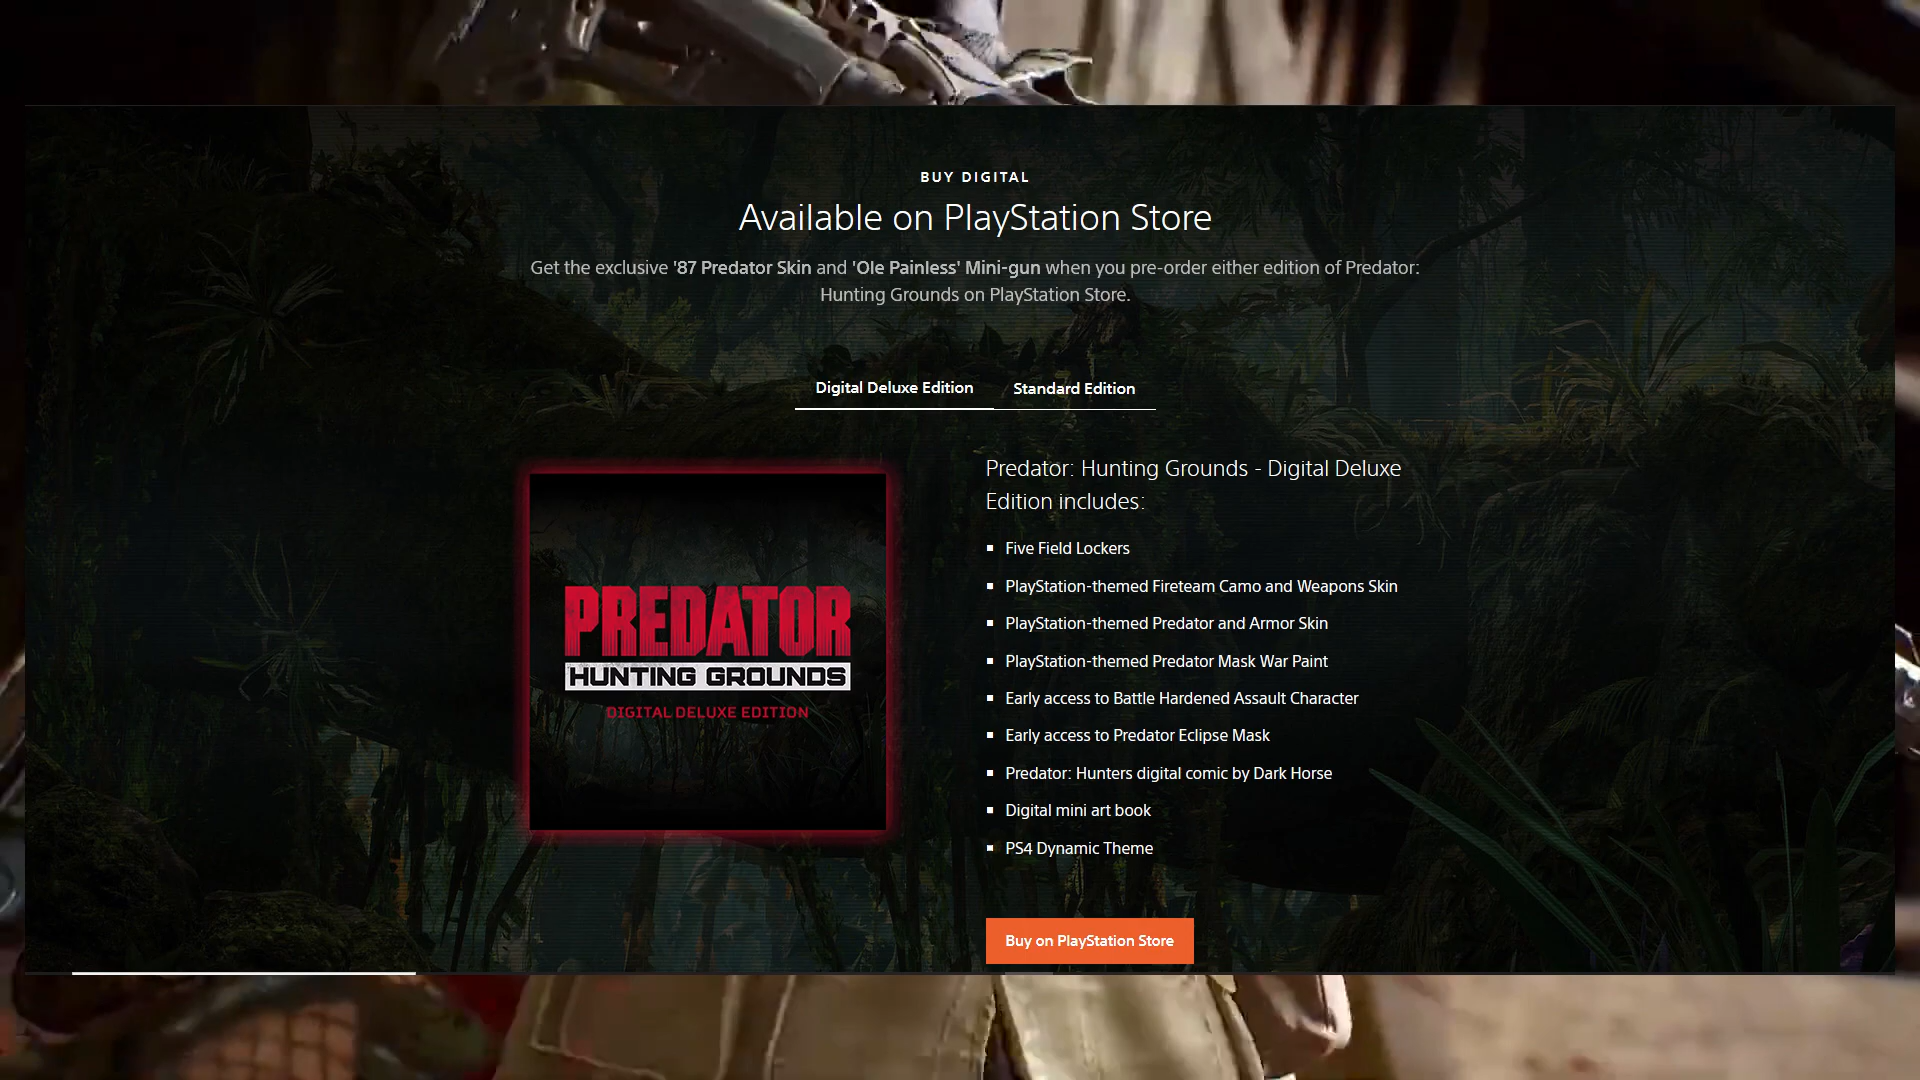 BUY DIGITAL
Available on PlayStation Store
Get the exclusive '87 Predator Skin and 'Ole Painless' Mini-gun when you pre-order either edition of Predator:
Hunting Grounds on PlayStation Store.
Digital Deluxe Edition
Standard Edition
PREDATOR
HUNTING GROUNDS
DIGITAL DELUXE EDITION
Predator: Hunting Grounds - Digital Deluxe
Edition includes:
Five Field Lockers
PlayStation-themed Fireteam Camo and Weapons Skin
PlayStation-themed Predator and Armor Skin
PlayStation-themed Predator Mask War Paint
Early access to Battle Hardened Assault Character
Early access to Predator Eclipse Mask
Predator: Hunters digital comic by Dark Horse
Digital mini art book
PS4 Dynamic Theme
Buy on PlayStation Store